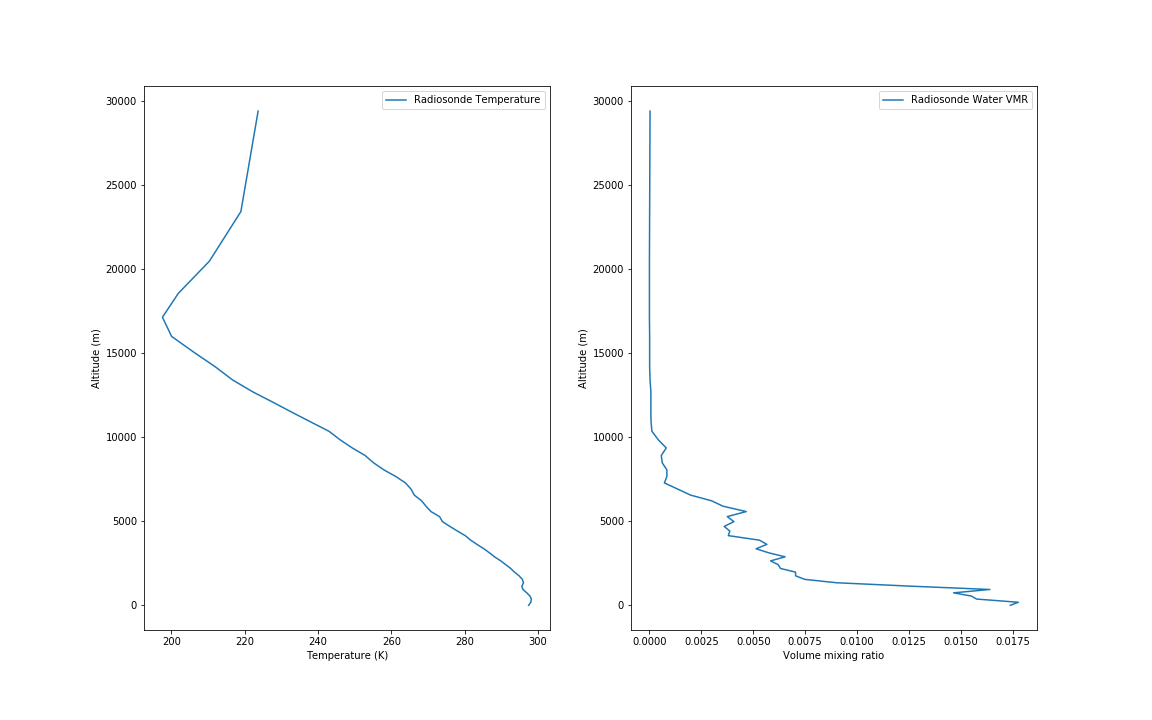 Radiosonde Temperature
30000
25000
20000
15000
10000
5000
0
Altitude (m)
200 220 240 260 280 300
Temperature (K)
Radiosonde Water VMR
30000
25000
20000
15000
10000
5000
0
Altitude (m)
0.0000 0.0025 0.0050 0.0075 0.0100 0.0125 0.0150 0.0175
Volume mixing ratio